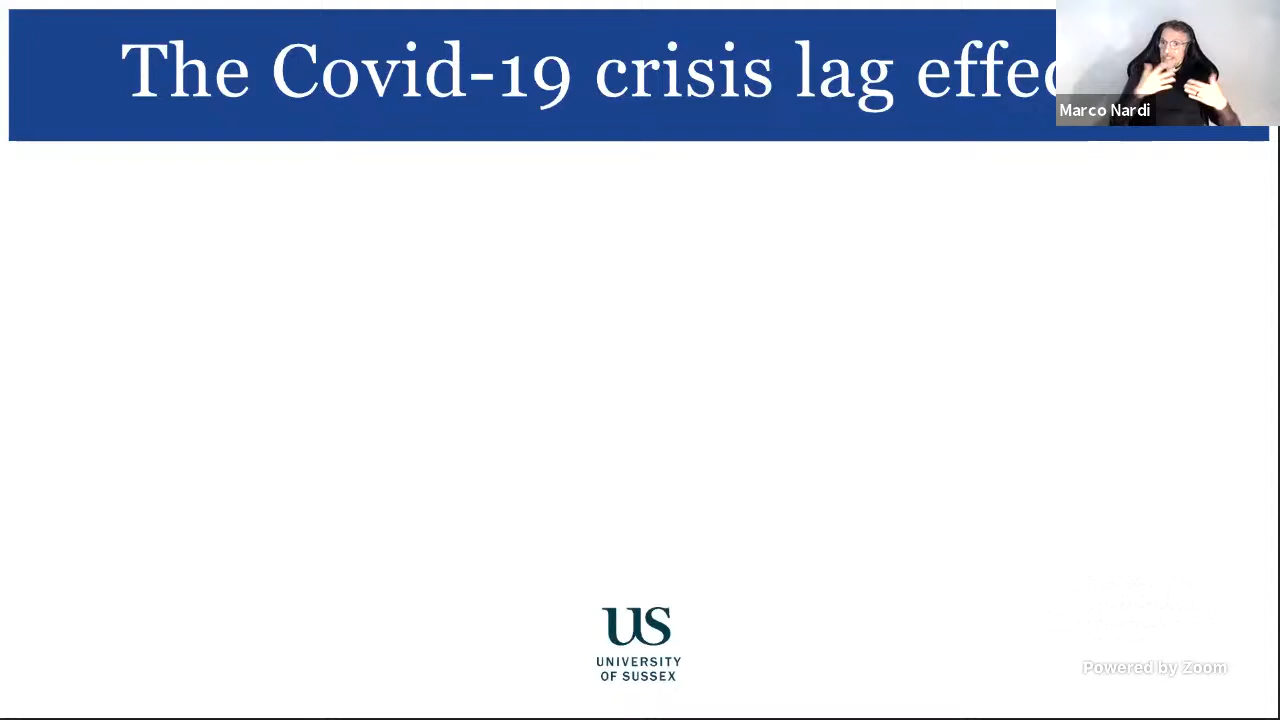 The Covid-19 crisis lag effec
Marco Nardi
US
UNIVERSITY
OF SUSSEX
Powered by Zoom